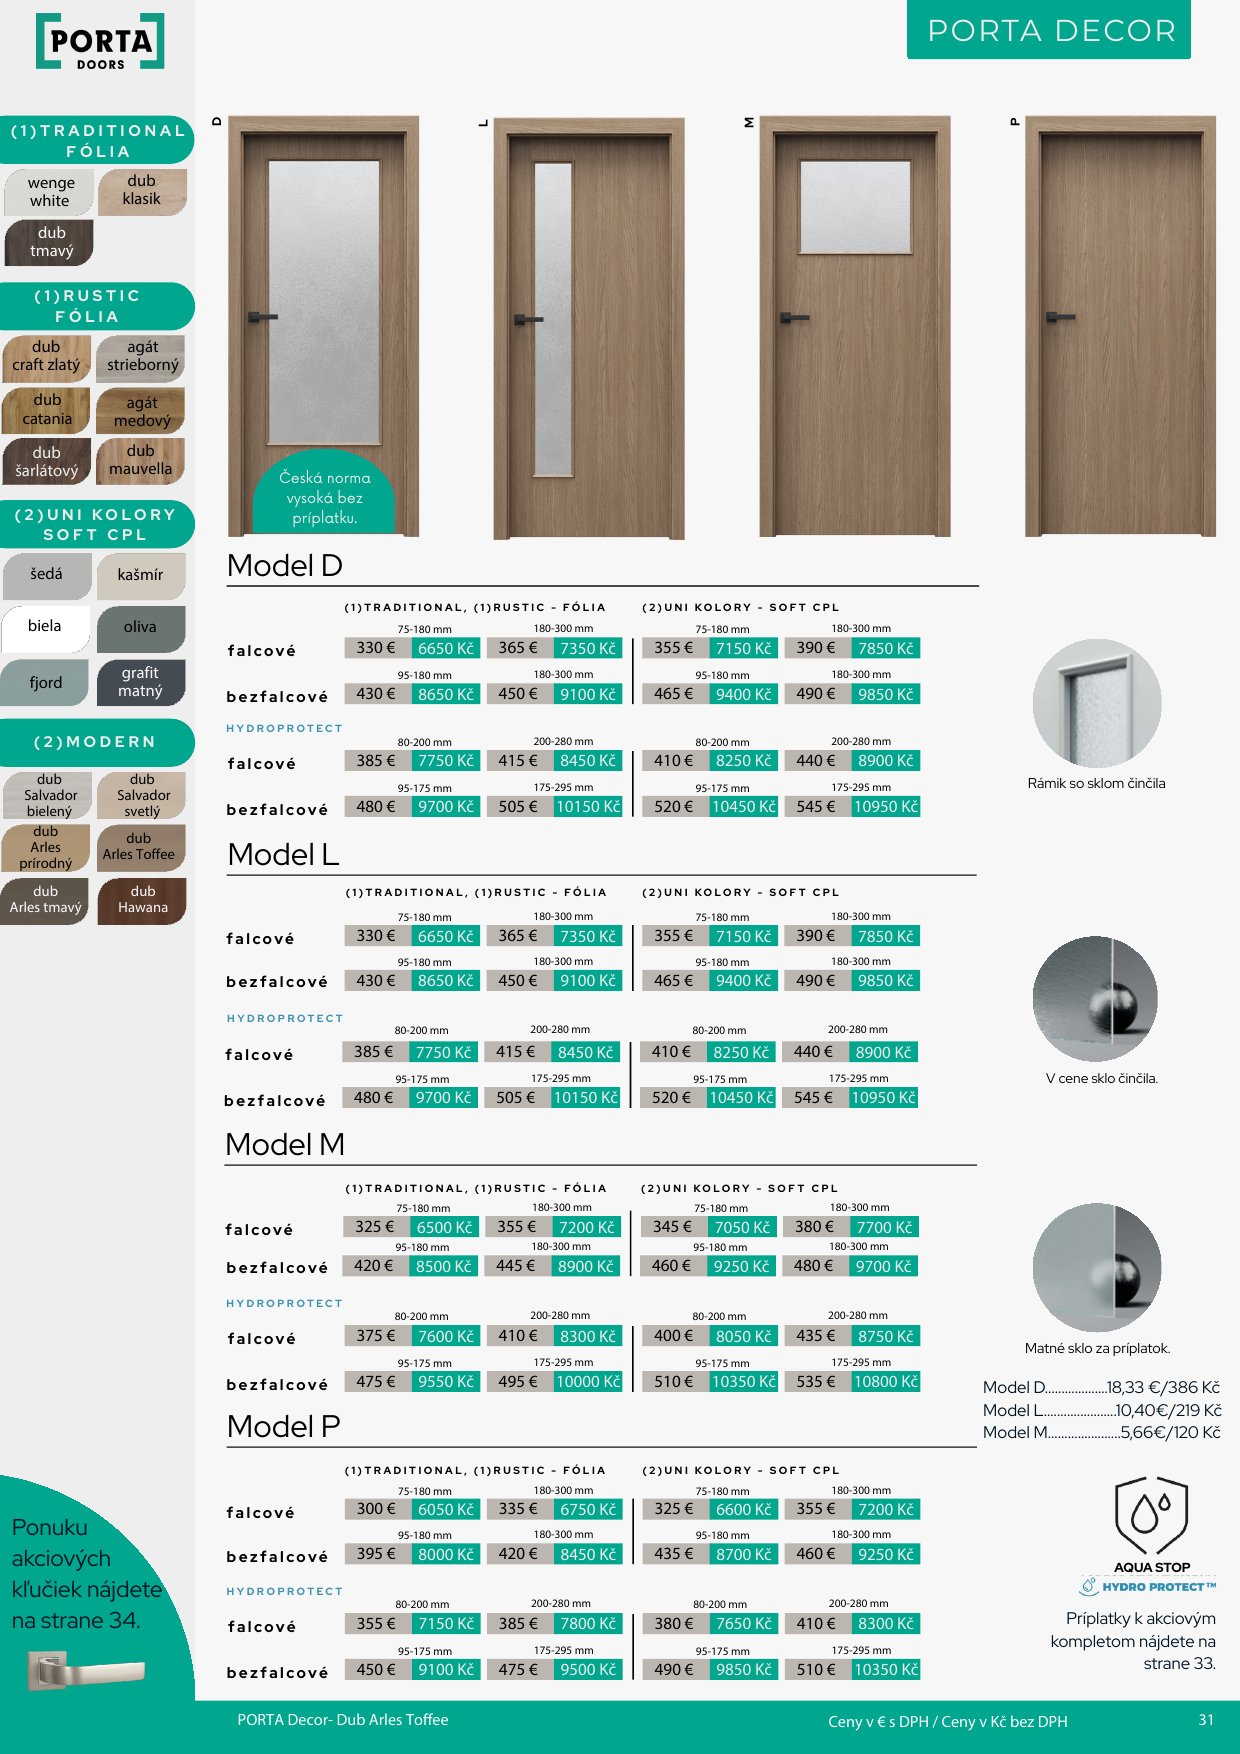 PORTA
DOORS
PORTA DECOR
(1)TRADITIONAL
FÓLIA
wenge
white
dub
klasik
dub
tmavý
(1)RUSTIC
FÓLIA
dub
craft zlatý
agát
strieborný
dub
catania
agát
medový
dub
šarlátový
dub
mauvella
(2)UNI KOLORY
SOFT CPL
šedá
kašmír
biela
oliva
fjord
grafit
matný
(2)MODERN
dub
Salvador
bielený
dub
Salvador
svetlý
dub
Arles
prírodný
dub
Arles Toffee
dub
Arles tmavý
dub
Hawana
Ponuku
akciových
kľučiek nájdete
na strane 34.
D
L
M
P
Česká norma
vysoká bez
príplatku.
Model D
(1)TRADITIONAL, (1)RUSTIC - FÓLIA (2)UNI KOLORY - SOFT CPL
75-180 mm 180-300 mm 75-180 mm 180-300 mm
falcové 330 € 6650 Kč 365 € 7350 Kč 355 € 7150 Kč 390 € 7850 Kč
95-180 mm 180-300 mm 95-180 mm 180-300 mm
bezfalcové 430 € 8650 Kč 450 € 9100 Kč 465 € 9400 Kč 490 € 9850 Kč
HYDROPROTECT
80-200 mm 200-280 mm 80-200 mm 200-280 mm
falcové 385 € 7750 Kč 415 € 8450 Kč 410 € 8250 Kč 440 € 8900 Kč
95-175 mm 175-295 mm 95-175 mm 175-295 mm
bezfalcové 480 € 9700 Kč 505 € 10150 Kč 520 € 10450 Kč 545 € 10950 Kč
Model L
(1)TRADITIONAL, (1)RUSTIC - FÓLIA (2)UNI KOLORY - SOFT CPL
75-180 mm 180-300 mm 75-180 mm 180-300 mm
falcové 330 € 6650 Kč 365 € 7350 Kč 355 € 7150 Kč 390 € 7850 Kč
95-180 mm 180-300 mm 95-180 mm 180-300 mm
bezfalcové 430 € 8650 Kč 450 € 9100 Kč 465 € 9400 Kč 490 € 9850 Kč
HYDROPROTECT
80-200 mm 200-280 mm 80-200 mm 200-280 mm
falcové 385 € 7750 Kč 415 € 8450 Kč 410 € 8250 Kč 440 € 8900 Kč
95-175 mm 175-295 mm 95-175 mm 175-295 mm
bezfalcové 480 € 9700 Kč 505 € 10150 Kč 520 € 10450 Kč 545 € 10950 Kč
Model M
(1)TRADITIONAL, (1)RUSTIC - FÓLIA (2)UNI KOLORY - SOFT CPL
75-180 mm 180-300 mm 75-180 mm 180-300 mm
falcové 325 € 6500 Kč 355 € 7200 Kč 345 € 7050 Kč 380 € 7700 Kč
95-180 mm 180-300 mm 95-180 mm 180-300 mm
bezfalcové 420 € 8500 Kč 445 € 8900 Kč 460 € 9250 Kč 480 € 9700 Kč
HYDROPROTECT
80-200 mm 200-280 mm 80-200 mm 200-280 mm
falcové 375 € 7600 Kč 410 € 8300 Kč 400 € 8050 Kč 435 € 8750 Kč
95-175 mm 175-295 mm 95-175 mm 175-295 mm
bezfalcové 475 € 9550 Kč 495 € 10000 Kč 510 € 10350 Kč 535 € 10800 Kč
Model P
(1)TRADITIONAL, (1)RUSTIC - FÓLIA (2)UNI KOLORY - SOFT CPL
75-180 mm 180-300 mm 75-180 mm 180-300 mm
falcové 300 € 6050 Kč 335 € 6750 Kč 325 € 6600 Kč 355 € 7200 Kč
95-180 mm 180-300 mm 95-180 mm 180-300 mm
bezfalcové 395 € 8000 Kč 420 € 8450 Kč 435 € 8700 Kč 460 € 9250 Kč
HYDROPROTECT
80-200 mm 200-280 mm 80-200 mm 200-280 mm
falcové 355 € 7150 Kč 385 € 7800 Kč 380 € 7650 Kč 410 € 8300 Kč
95-175 mm 175-295 mm 95-175 mm 175-295 mm
bezfalcové 450 € 9100 Kč 475 € 9500 Kč 490 € 9850 Kč 510 € 10350 Kč
Rámik so sklom činčila
V cene sklo činčila.
Matné sklo za príplatok.
Model D...................18,33 €/386 Kč
Model L......................10,40€/219 Kč
Model M......................5,66€/120 Kč
AQUA STOP
HYDRO PROTECT™
Príplatky k akciovým
kompletom nájdete na
strane 33.
PORTA Decor- Dub Arles Toffee
Ceny v € s DPH / Ceny v Kč bez DPH
31